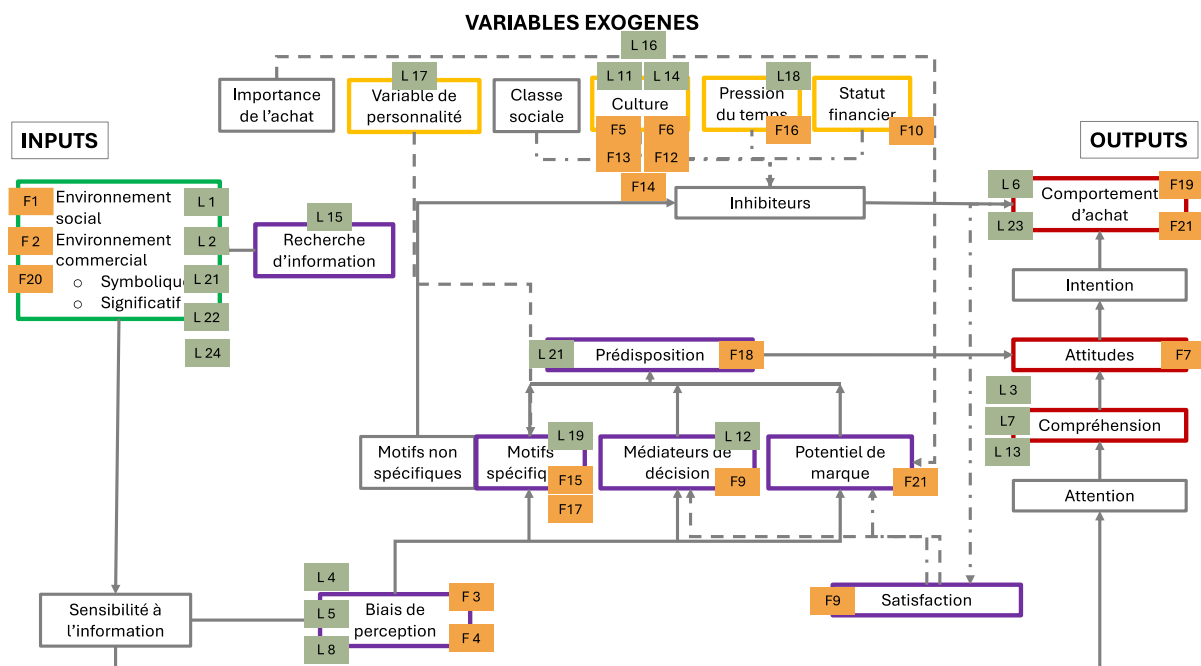 VARIABLES EXOGENES
L 16
L 17
L 11
L 14
L18
Importance
de l'achat
Variable de
personnalité
Classe
sociale
Culture
Pression
du temps
Statut
financier
F5
F6
F16
F10
F13
F12
F14
INPUTS
OUTPUTS
F1
Environnement
social
L 1
F 2
Environnement
commercial
L 2
F20
○ Symbolique
L 21
○ Significatif
L 22
L 24
L 15
Recherche
d'information
Inhibiteurs
L 6
Comportement
d'achat
F19
L 23
F21
Intention
L 21
Prédisposition
F18
Attitudes
F7
L 3
L7
Compréhension
L 13
Motifs non
spécifiques
L 19
Motifs
spécifiques
F15
F17
L 12
Médiateurs de
décision
F9
Potentiel de
marque
F21
Attention
L 4
Sensibilité à
l'information
L 5
Biais de
perception
F 3
F 4
L 8
F9
Satisfaction